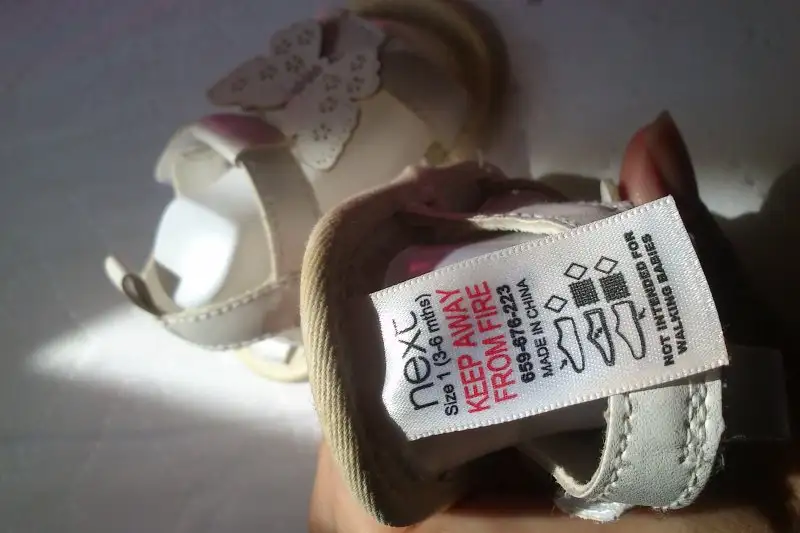 next
Size 1 (3-6 mths)
KEEP AWAY
FROM FIRE
659-676-223
MADE IN CHINA
NOT INTENDED FOR
WALKING BABIES